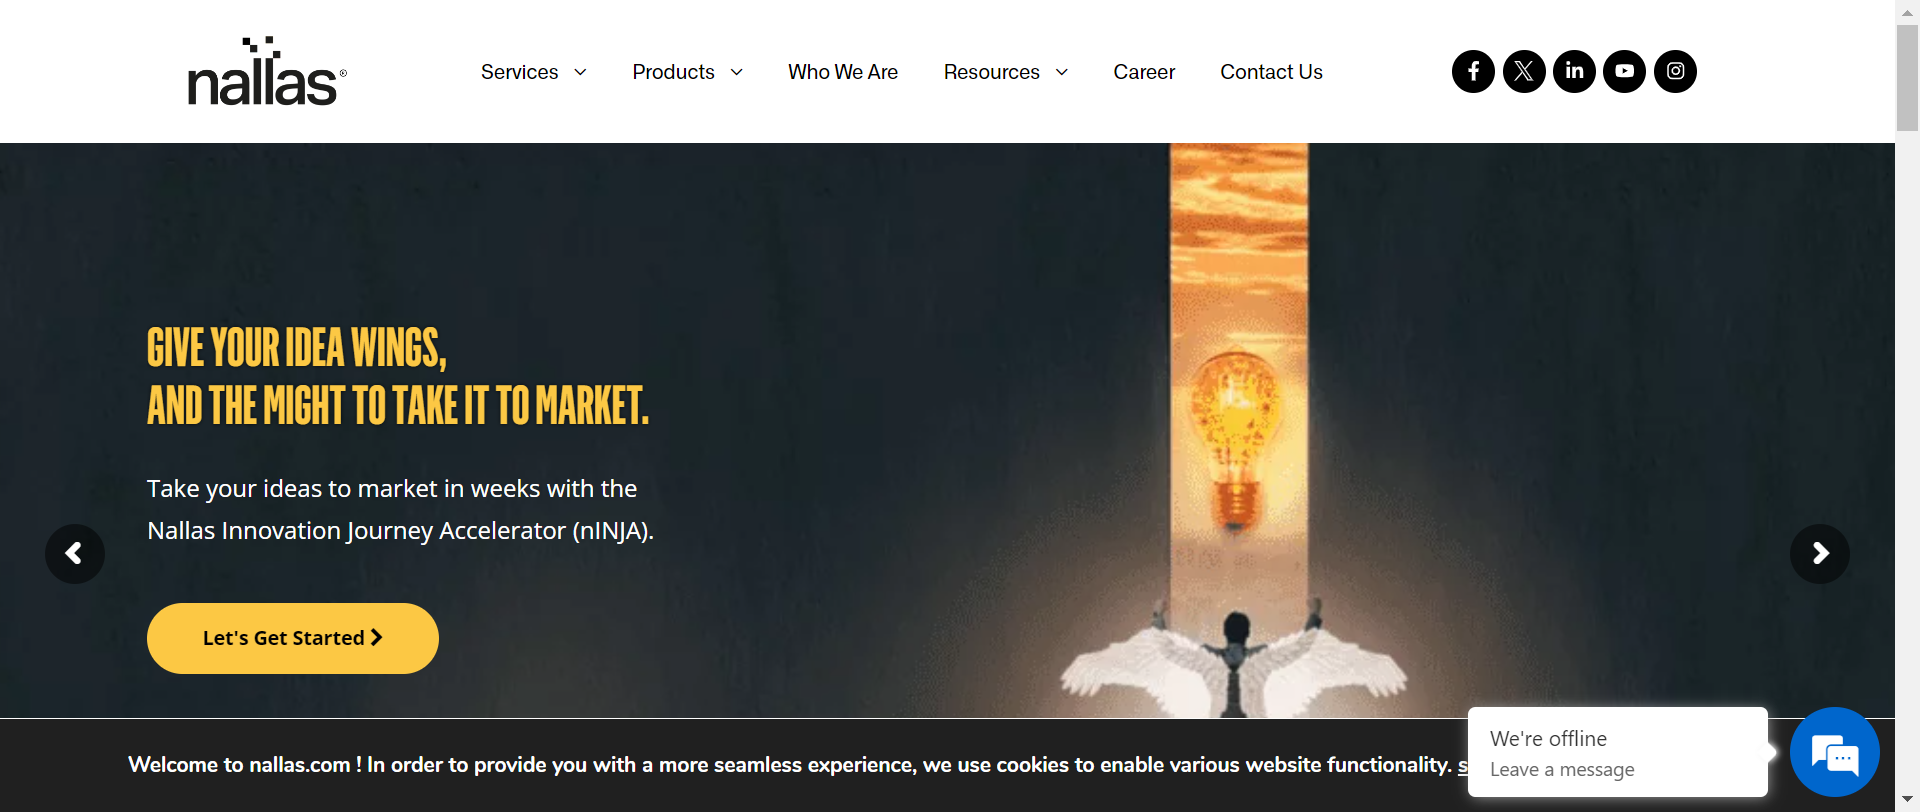 nallas®
Services
Products
Who We Are
Resources
Career
Contact Us
GIVE YOUR IDEA WINGS,
AND THE MIGHT TO TAKE IT TO MARKET.
Take your ideas to market in weeks with the
Nallas Innovation Journey Accelerator (nINJA).
Let's Get Started
Welcome to nallas.com ! In order to provide you with a more seamless experience, we use cookies to enable various website functionality.
We're offline
Leave a message